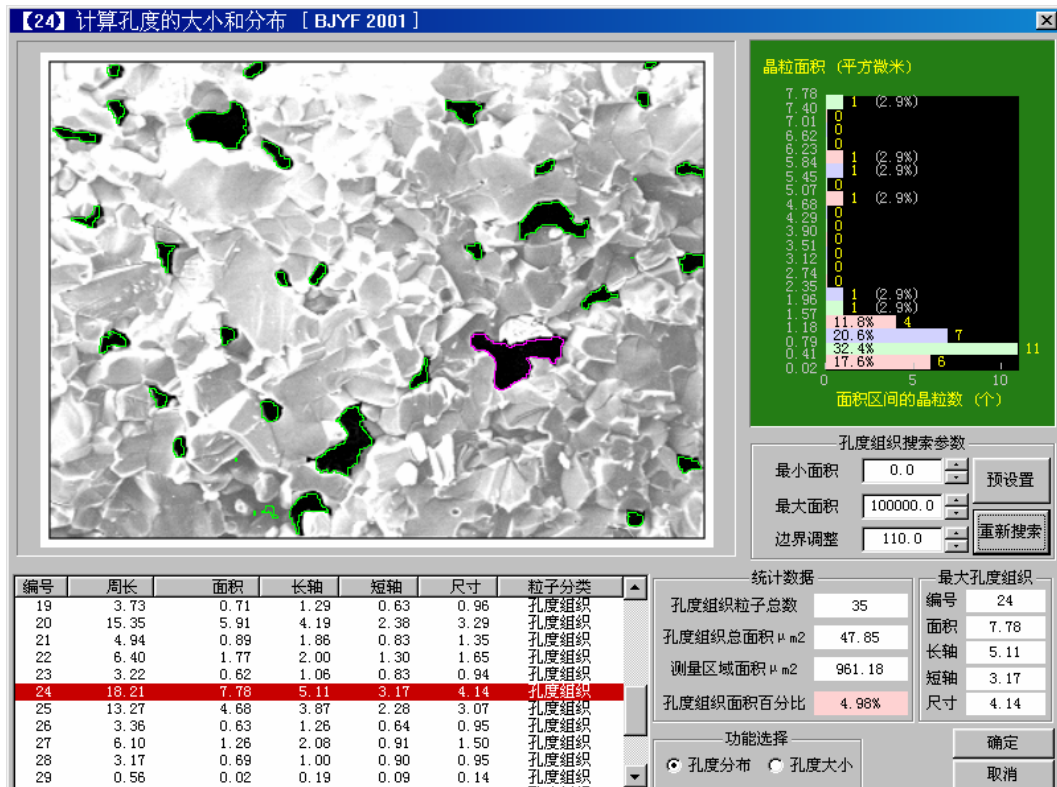 【24】 计算孔度的大小和分布 [ BJYF 2001 ]
晶粒面积 (平方微米)
7.78
7.40 1 (2.9%)
7.01 0
6.62 0
6.23 0
5.84 1 (2.9%)
5.45 1 (2.9%)
5.07 0
4.68 1 (2.9%)
4.29 0
3.90 0
3.51 0
3.12 0
2.74 0
2.35 0
1.96 1 (2.9%)
1.57 1 (2.9%)
1.18 11.8% 4
0.79 20.6% 7
0.41 32.4% 11
0.02 17.6% 6
0 5 10
面积区间的晶粒数 (个)
孔度组织搜索参数
最小面积 0.0
最大面积 100000.0
边界调整 110.0
预设置
重新搜索
编号 周长 面积 长轴 短轴 尺寸 粒子分类
19 3.73 0.71 1.29 0.63 0.96 孔度组织
20 15.35 5.91 4.19 2.38 3.29 孔度组织
21 4.94 0.89 1.86 0.83 1.35 孔度组织
22 6.40 1.77 2.00 1.30 1.65 孔度组织
23 3.22 0.62 1.06 0.83 0.94 孔度组织
24 18.21 7.78 5.11 3.17 4.14 孔度组织
25 13.27 4.68 3.87 2.28 3.07 孔度组织
26 3.36 0.63 1.26 0.64 0.95 孔度组织
27 6.10 1.26 2.08 0.91 1.50 孔度组织
28 3.17 0.69 1.00 0.90 0.95 孔度组织
29 0.56 0.02 0.19 0.09 0.14 孔度组织
统计数据
孔度组织粒子总数 35
孔度组织总面积μm2 47.85
测量区域面积μm2 961.18
孔度组织面积百分比 4.98%
最大孔度组织
编号 24
面积 7.78
长轴 5.11
短轴 3.17
尺寸 4.14
功能选择
孔度分布 孔度大小
确定
取消